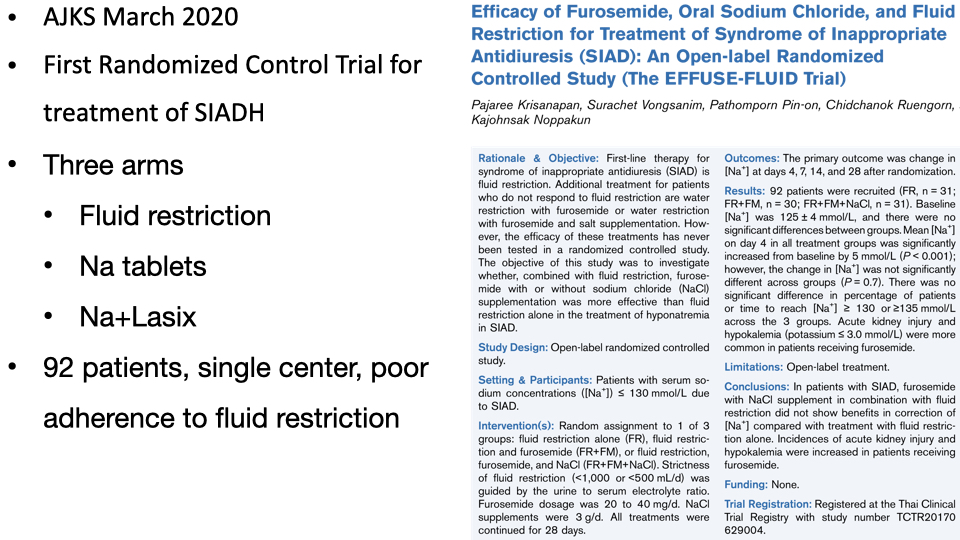 • AJKS March 2020
• First Randomized Control Trial for
treatment of SIADH
• Three arms
• Fluid restriction
• Na tablets
• Na+Lasix
• 92 patients, single center, poor
adherence to fluid restriction
Efficacy of Furosemide, Oral Sodium Chloride, and Fluid
Restriction for Treatment of Syndrome of Inappropriate
Antidiuresis (SIAD): An Open-label Randomized
Controlled Study (The EFFUSE-FLUID Trial)
Pajaree Krisanapan, Surachet Vongsanim, Pathomporn Pin-on, Chidchanok Ruengorn,
Kajohnsak Noppakun
Rationale & Objective: First-line therapy for
syndrome of inappropriate antidiuresis (SIAD) is
fluid restriction. Additional treatment for patients
who do not respond to fluid restriction are water
restriction with furosemide or water restriction
with furosemide and salt supplementation. How-
ever, the efficacy of these treatments has never
been tested in a randomized controlled study.
The objective of this study was to investigate
whether, combined with fluid restriction, furose-
mide with or without sodium chloride (NaCl)
supplementation was more effective than fluid
restriction alone in the treatment of hyponatremia
in SIAD.
Study Design: Open-label randomized controlled
study.
Setting & Participants: Patients with serum so-
dium concentrations ([Na⁺]) ≤ 130 mmol/L due
to SIAD.
Intervention(s): Random assignment to 1 of 3
groups: fluid restriction alone (FR), fluid restric-
tion and furosemide (FR+FM), or fluid restriction,
furosemide, and NaCl (FR+FM+NaCl). Strictness
of fluid restriction (<1,000 or <500 mL/d) was
guided by the urine to serum electrolyte ratio.
Furosemide dosage was 20 to 40 mg/d. NaCl
supplements were 3 g/d. All treatments were
continued for 28 days.
Outcomes: The primary outcome was change in
[Na⁺] at days 4, 7, 14, and 28 after randomization.
Results: 92 patients were recruited (FR, n = 31;
FR+FM, n = 30; FR+FM+NaCl, n = 31). Baseline
[Na⁺] was 125 ± 4 mmol/L, and there were no
significant differences between groups. Mean [Na⁺]
on day 4 in all treatment groups was significantly
increased from baseline by 5 mmol/L (P < 0.001);
however, the change in [Na⁺] was not significantly
different across groups (P = 0.7). There was no
significant difference in percentage of patients
or time to reach [Na⁺] ≥ 130 or ≥135 mmol/L
across the 3 groups. Acute kidney injury and
hypokalemia (potassium ≤ 3.0 mmol/L) were more
common in patients receiving furosemide.
Limitations: Open-label treatment.
Conclusions: In patients with SIAD, furosemide
with NaCl supplement in combination with fluid
restriction did not show benefits in correction of
[Na⁺] compared with treatment with fluid restric-
tion alone. Incidences of acute kidney injury and
hypokalemia were increased in patients receiving
furosemide.
Funding: None.
Trial Registration: Registered at the Thai Clinical
Trial Registry with study number TCTR20170
629004.